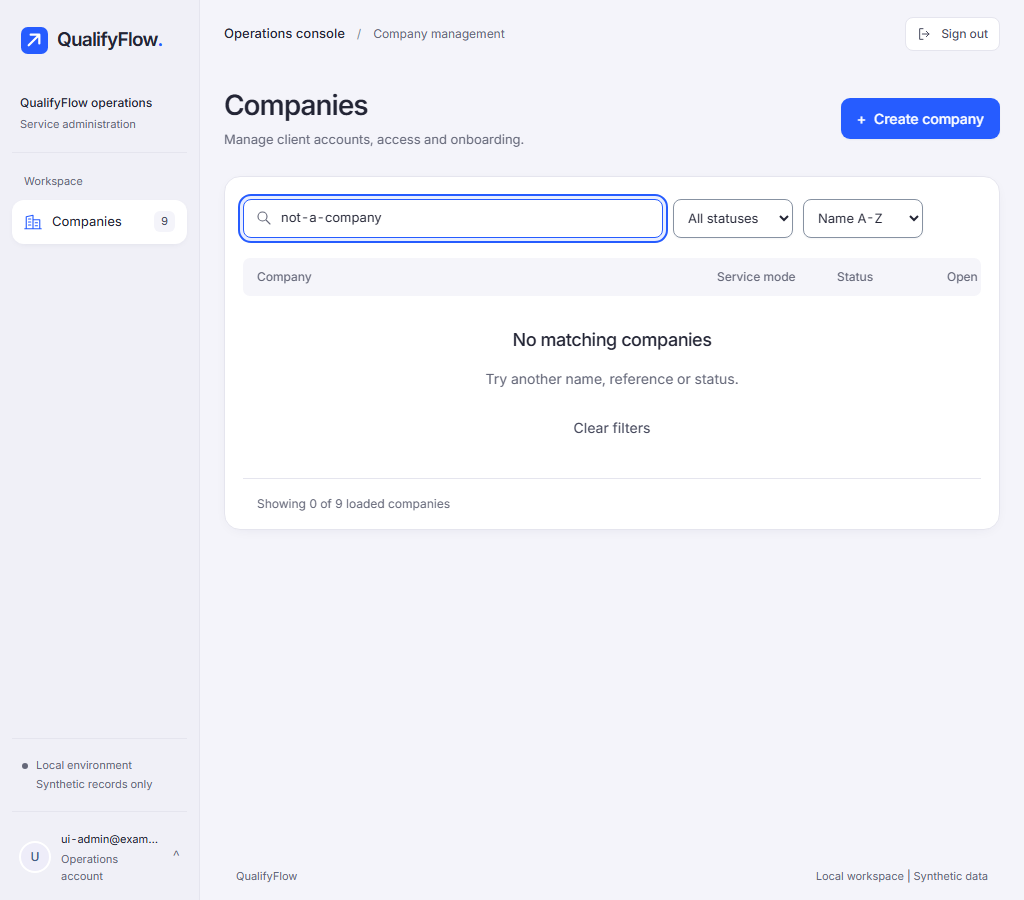 QualifyFlow.
Operations console / Company management
Sign out
QualifyFlow operations
Service administration
Workspace
Companies 9
Companies
Manage client accounts, access and onboarding.
+ Create company
not-a-company
All statuses
Name A-Z
Company Service mode Status Open
No matching companies
Try another name, reference or status.
Clear filters
Showing 0 of 9 loaded companies
Local environment
Synthetic records only
U
ui-admin@exam...
Operations
account
^
QualifyFlow
Local workspace | Synthetic data